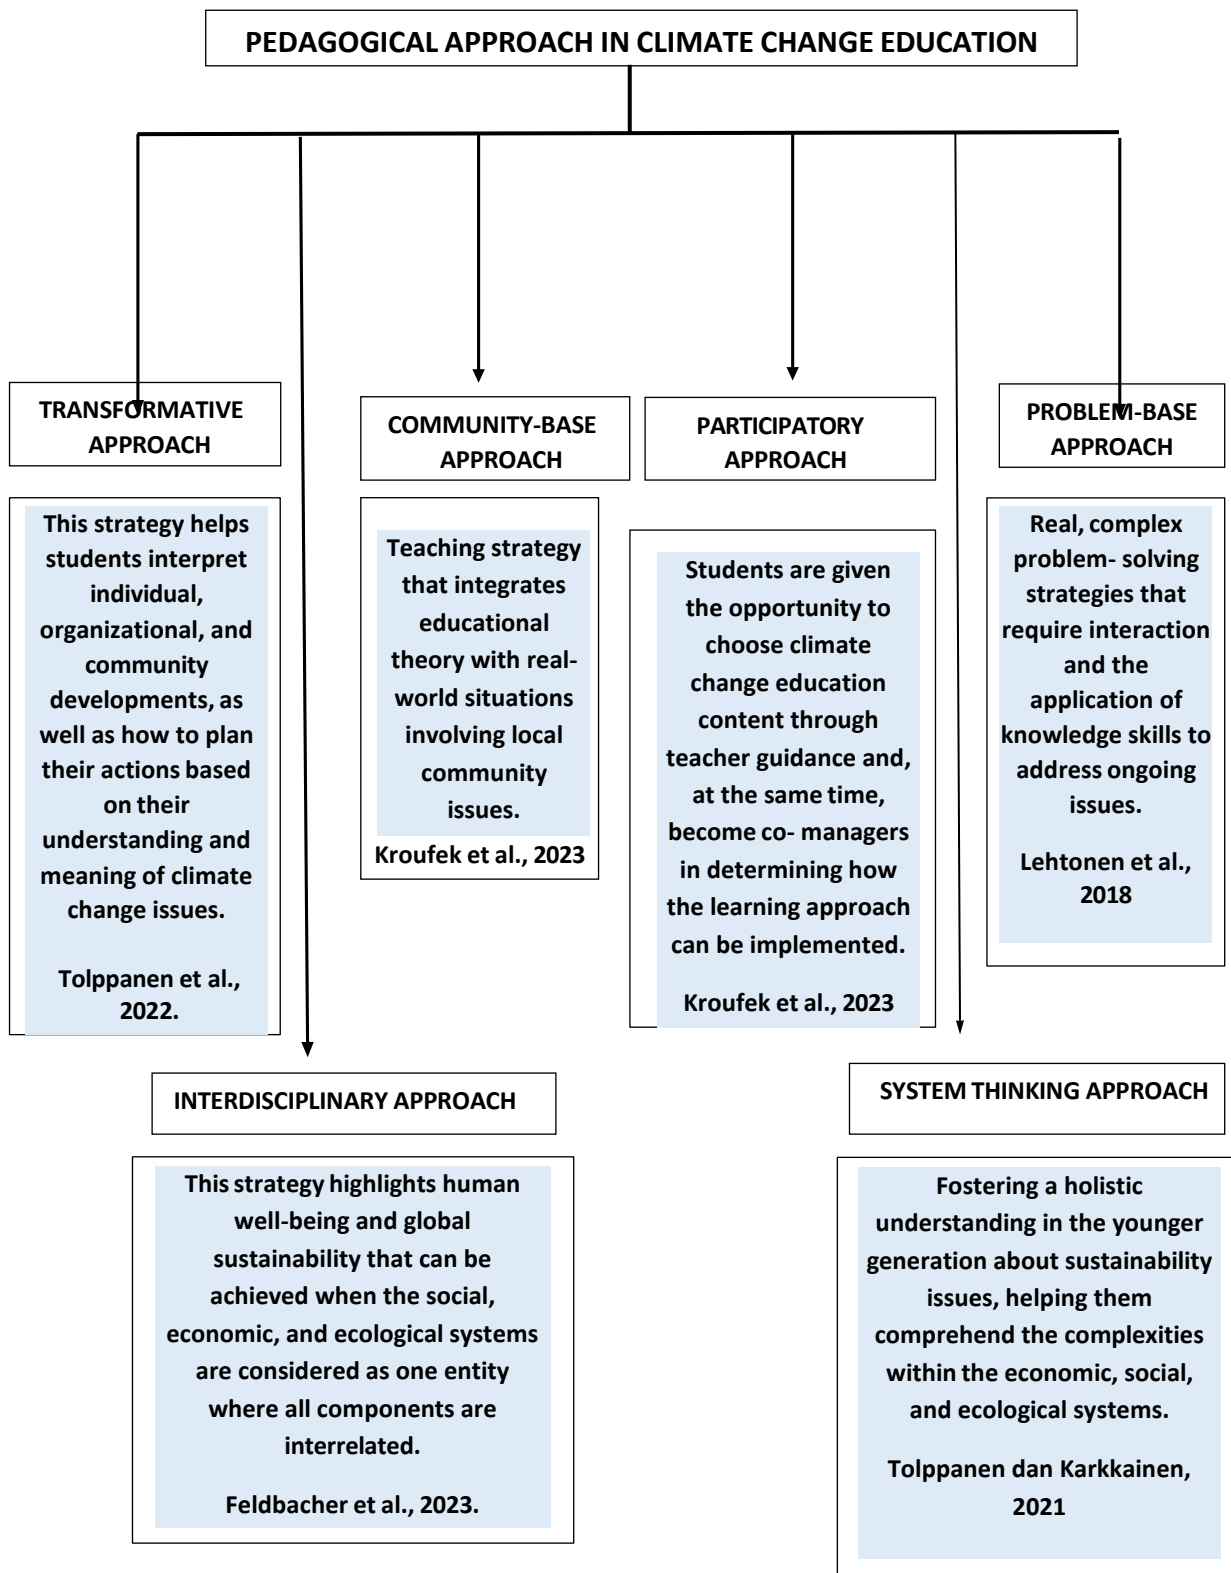 PEDAGOGICAL APPROACH IN CLIMATE CHANGE EDUCATION
TRANSFORMATIVE
APPROACH
This strategy helps
students interpret
individual,
organizational, and
community
developments, as
well as how to plan
their actions based
on their
understanding and
meaning of climate
change issues.
Tolppanen et al.,
2022.
COMMUNITY-BASE
APPROACH
Teaching strategy
that integrates
educational
theory with real-
world situations
involving local
community
issues.
Kroufek et al., 2023
PARTICIPATORY
APPROACH
Students are given
the opportunity to
choose climate
change education
content through
teacher guidance and,
at the same time,
become co- managers
in determining how
the learning approach
can be implemented.
Kroufek et al., 2023
PROBLEM-BASE
APPROACH
Real, complex
problem- solving
strategies that
require interaction
and the
application of
knowledge skills to
address ongoing
issues.
Lehtonen et al.,
2018
INTERDISCIPLINARY APPROACH
This strategy highlights human
well-being and global
sustainability that can be
achieved when the social,
economic, and ecological systems
are considered as one entity
where all components are
interrelated.
Feldbacher et al., 2023.
SYSTEM THINKING APPROACH
Fostering a holistic
understanding in the younger
generation about sustainability
issues, helping them
comprehend the complexities
within the economic, social,
and ecological systems.
Tolppanen dan Karkkainen,
2021